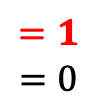 = 1
= 0